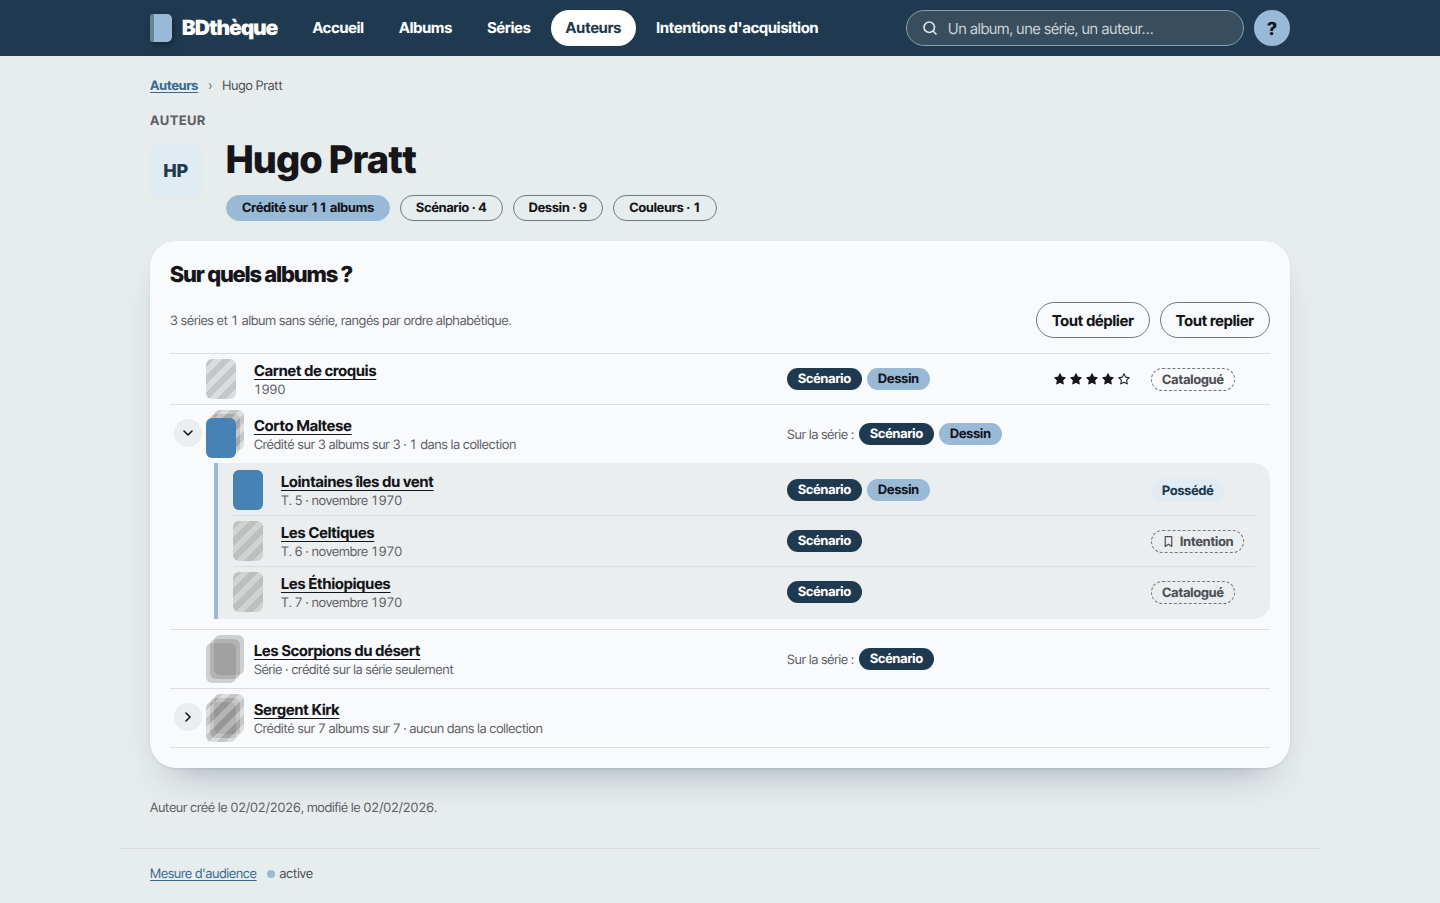 BDthèque Accueil Albums Séries Auteurs Intentions d'acquisition Un album, une série, un auteur... ?
Auteurs › Hugo Pratt
AUTEUR
HP
Hugo Pratt
Crédité sur 11 albums Scénario · 4 Dessin · 9 Couleurs · 1
Sur quels albums ?
3 séries et 1 album sans série, rangés par ordre alphabétique. Tout déplier Tout replier
Carnet de croquis
1990
Scénario Dessin ★★★★☆ Catalogué
Corto Maltese
Crédité sur 3 albums sur 3 · 1 dans la collection
Sur la série : Scénario Dessin
Lointaines îles du vent
T. 5 · novembre 1970
Scénario Dessin Possédé
Les Celtiques
T. 6 · novembre 1970
Scénario Intention
Les Éthiopiques
T. 7 · novembre 1970
Scénario Catalogué
Les Scorpions du désert
Série · crédité sur la série seulement
Sur la série : Scénario
Sergent Kirk
Crédité sur 7 albums sur 7 · aucun dans la collection
Auteur créé le 02/02/2026, modifié le 02/02/2026.
Mesure d'audience active